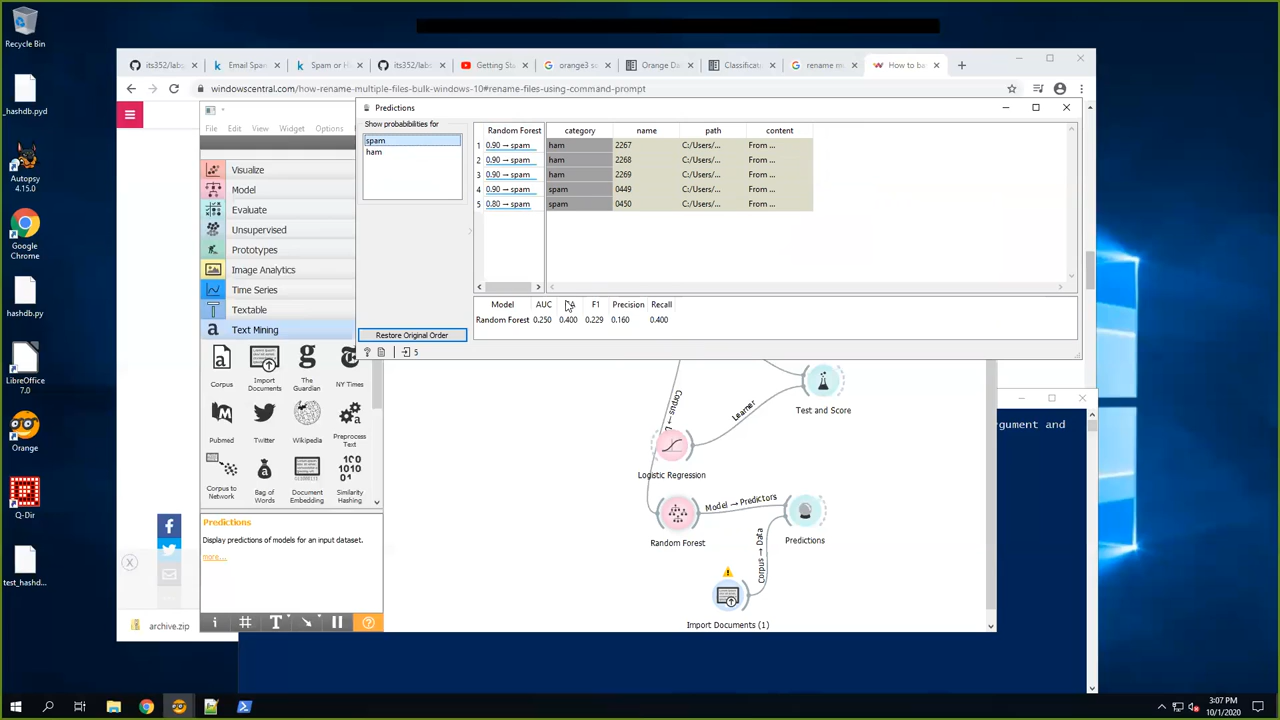 Recycle Bin
_hashdb.pyd
Autopsy
4.15.0
Google
Chrome
hashdb.py
LibreOffice
7.0
Orange
Q-Dir
test_hashd...
its352/labs
Email Spa
Spam or H
its352/labs
Getting Sta
orange3 sc
Orange Da
Classificat
rename mu
How to ba
windowscentral.com/how-rename-multiple-files-bulk-windows-10#rename-files-using-command-prompt
File Edit View Widget Options
Visualize
Model
Evaluate
Unsupervised
Prototypes
Image Analytics
Time Series
Textable
Text Mining
Corpus
Import
Documents
The
Guardian
NY Times
Pubmed
Twitter
Wikipedia
Preprocess
Text
Corpus to
Network
Bag of
Words
Document
Embedding
Similarity
Hashing
Predictions
Display predictions of models for an input dataset.
more...
Predictions
Show probabilities for
spam
ham
Restore Original Order
5
Random Forest category name path content
1 0.90 → spam ham 2267 C:/Users/... From ...
2 0.90 → spam ham 2268 C:/Users/... From ...
3 0.90 → spam ham 2269 C:/Users/... From ...
4 0.90 → spam spam 0449 C:/Users/... From ...
5 0.80 → spam spam 0450 C:/Users/... From ...
Model AUC F1 Precision Recall
Random Forest 0.250 0.400 0.229 0.160 0.400
Corpus
Learner
Test and Score
Logistic Regression
Model → Predictors
Random Forest
Predictions
Corpus → Data
Import Documents (1)
argument and
archive.zip
3:07 PM
10/1/2020